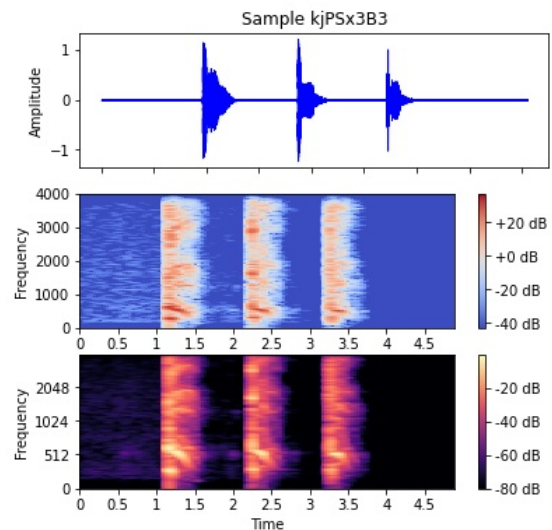 Sample kjPSx3B3
Amplitude
1
0
−1
Frequency
4000
3000
2000
1000
0
0 0.5 1 1.5 2 2.5 3 3.5 4 4.5
+20 dB
+0 dB
-20 dB
-40 dB
Frequency
2048
1024
512
0
0 0.5 1 1.5 2 2.5 3 3.5 4 4.5
Time
-20 dB
-40 dB
-60 dB
-80 dB